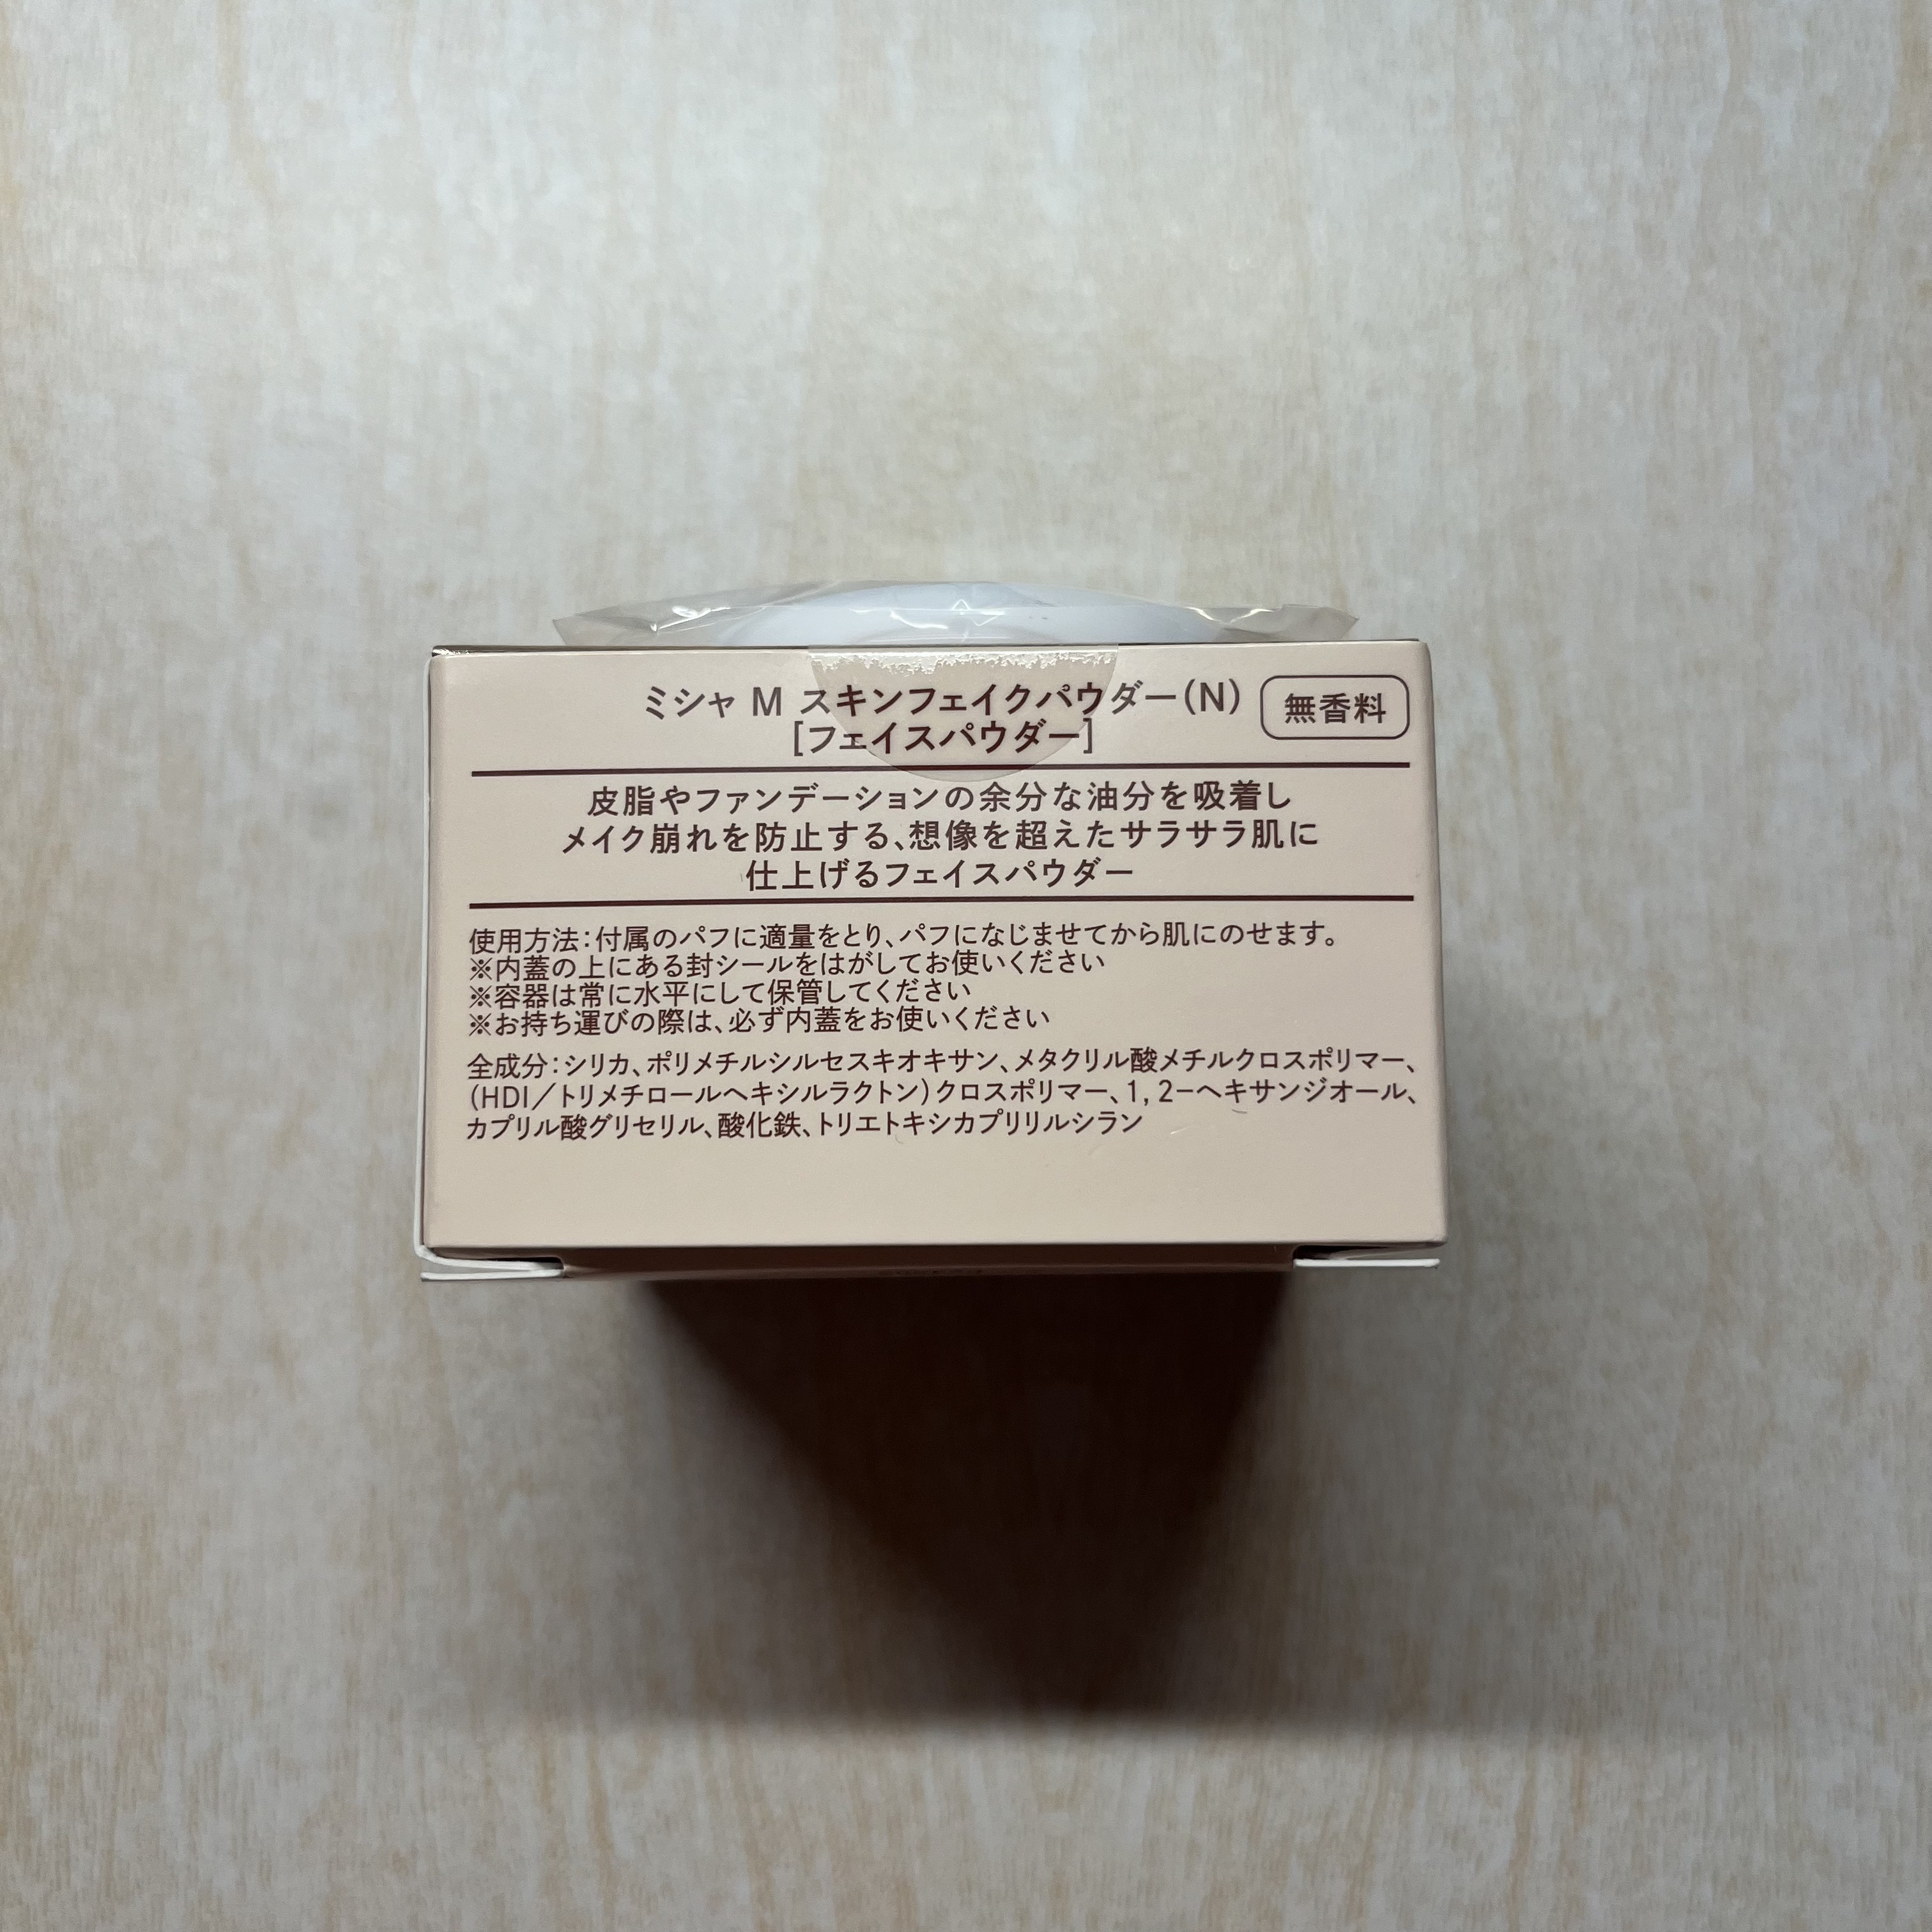 ミシャ M スキンフェイクパウダー(N)
無香料
[フェイスパウダー]
皮脂やファンデーションの余分な油分を吸着し
メイク崩れを防止する、想像を超えたサラサラ肌に
仕上げるフェイスパウダー
使用方法：付属のパフに適量をとり、パフになじませてから肌にのせます。
※内蓋の上にある封シールをはがしてお使いください
※容器は常に水平にして保管してください
※お持ち運びの際は、必ず内蓋をお使いください
全成分：シリカ、ポリメチルシルセスキオキサン、メタクリル酸メチルクロスポリマー、
(HDI／トリメチロールヘキシルラクトン)クロスポリマー、1,2-ヘキサンジオール、
カプリル酸グリセリル、酸化鉄、トリエトキシカプリリルシラン